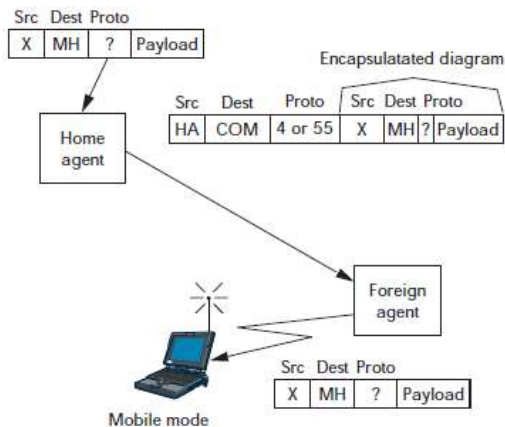 Src Dest Proto
X MH ? Payload
Encapsulatated diagram
Src Dest Proto Src Dest Proto
HA COM 4 or 55 X MH ? Payload
Home
agent
Foreign
agent
Src Dest Proto
X MH ? Payload
Mobile mode